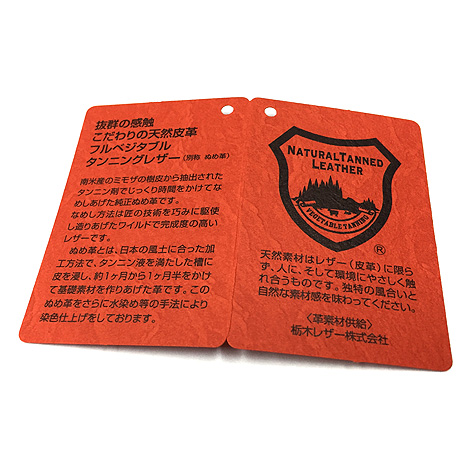 抜群の感触
こだわりの天然皮革
フルベジタブル
タンニングレザー(別称 ぬめ革)
南米産のミモザの樹皮から抽出された
タンニン剤でじっくり時間をかけてな
めしあげた純正ぬめ革です。
なめし方法は匠の技術を巧みに駆使
し造りあげたワイルドで完成度の高い
レザーです。
ぬめ革とは、日本の風土に合った加
工方法で、タンニン液を満たした槽に
皮を浸し、約1ヶ月から1ヶ月半をかけ
て基礎素材を作りあげた革です。この
ぬめ革をさらに水染め等の手法により
染色仕上げをしております。
NATURAL TANNED
LEATHER
VEGETABLE TANNING
®
天然素材はレザー(皮革)に限ら
ず、人に、そして環境にやさしく触
れ合うものです。独特の風合いと
自然な素材感を味わってください。
〈革素材供給〉
栃木レザー株式会社